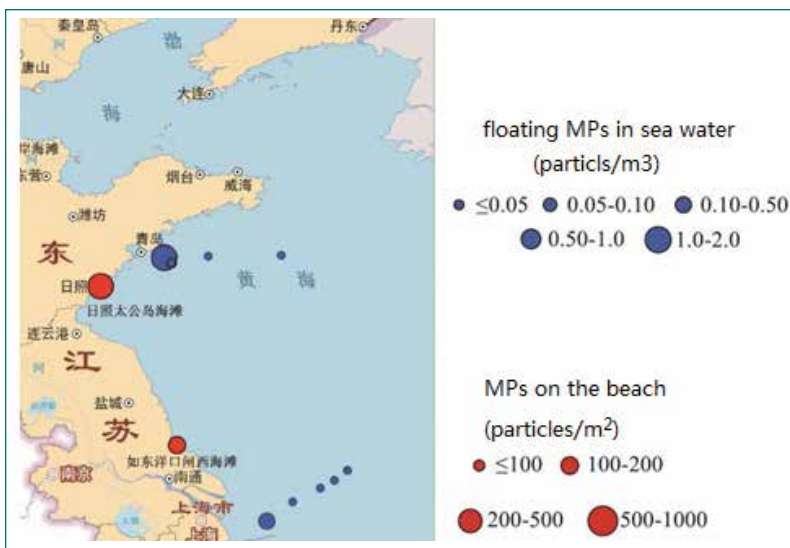 秦皇岛
渤
丹东
河
唐山
大连
海
岸海滩
东营
烟台
威海
潍坊
青岛
东
黄 海
日照
日照太公岛海滩
连云港
江
河
盐城
苏
如东洋口闸西海滩
南京
南通
上海市
上海
floating MPs in sea water
(particls/m3)
≤0.05 0.05-0.10 0.10-0.50
0.50-1.0 1.0-2.0
MPs on the beach
(particles/m²)
≤100 100-200
200-500 500-1000